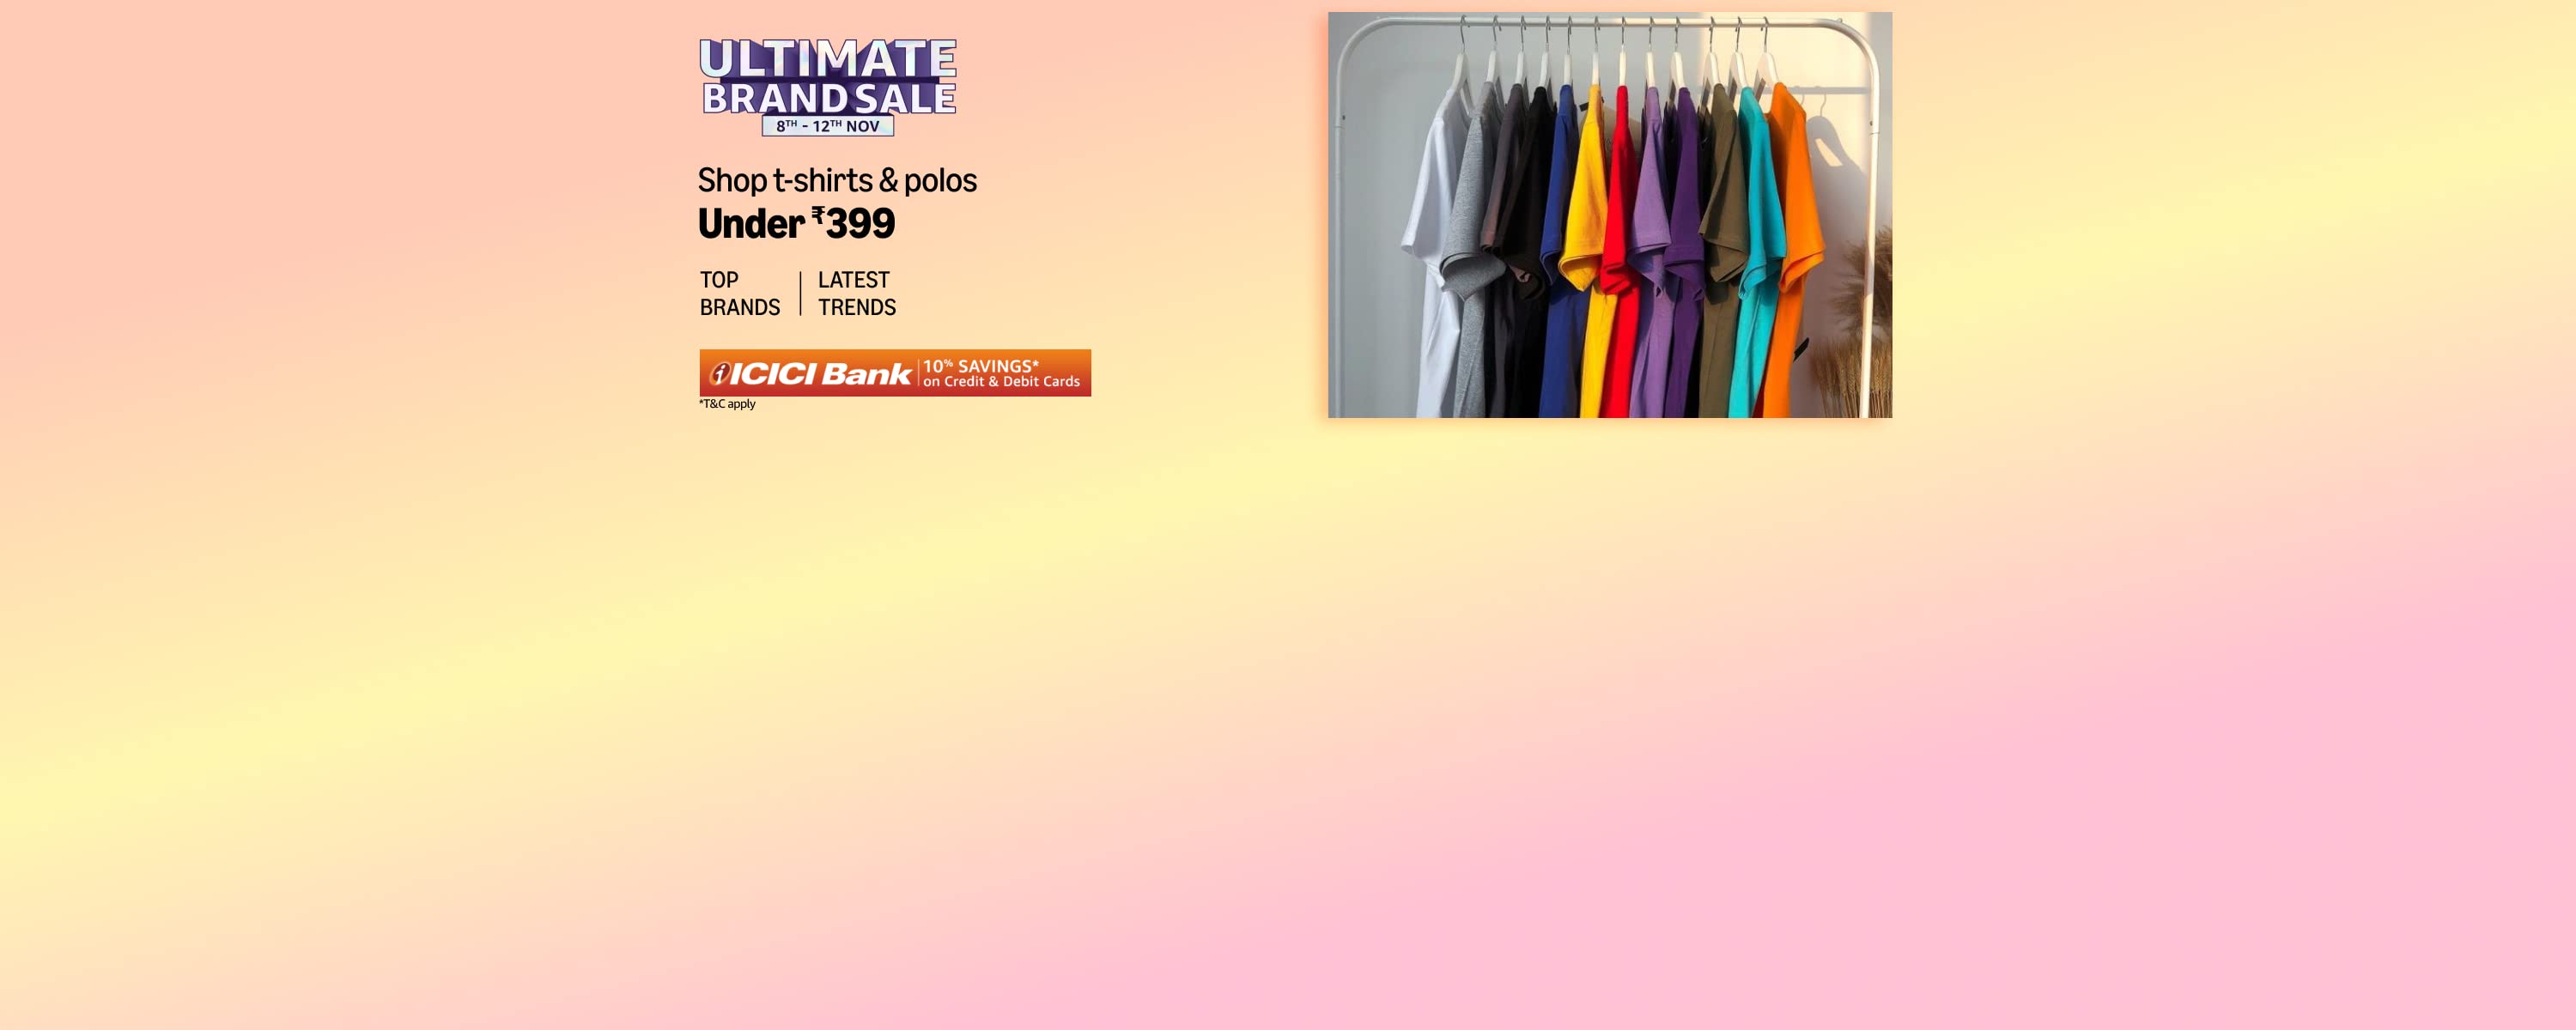 ULTIMATE
BRAND SALE
8TH - 12TH NOV
Shop t-shirts & polos
Under ₹399
TOP
BRANDS
LATEST
TRENDS
ICICI Bank
10% SAVINGS*
on Credit & Debit Cards
*T&C apply